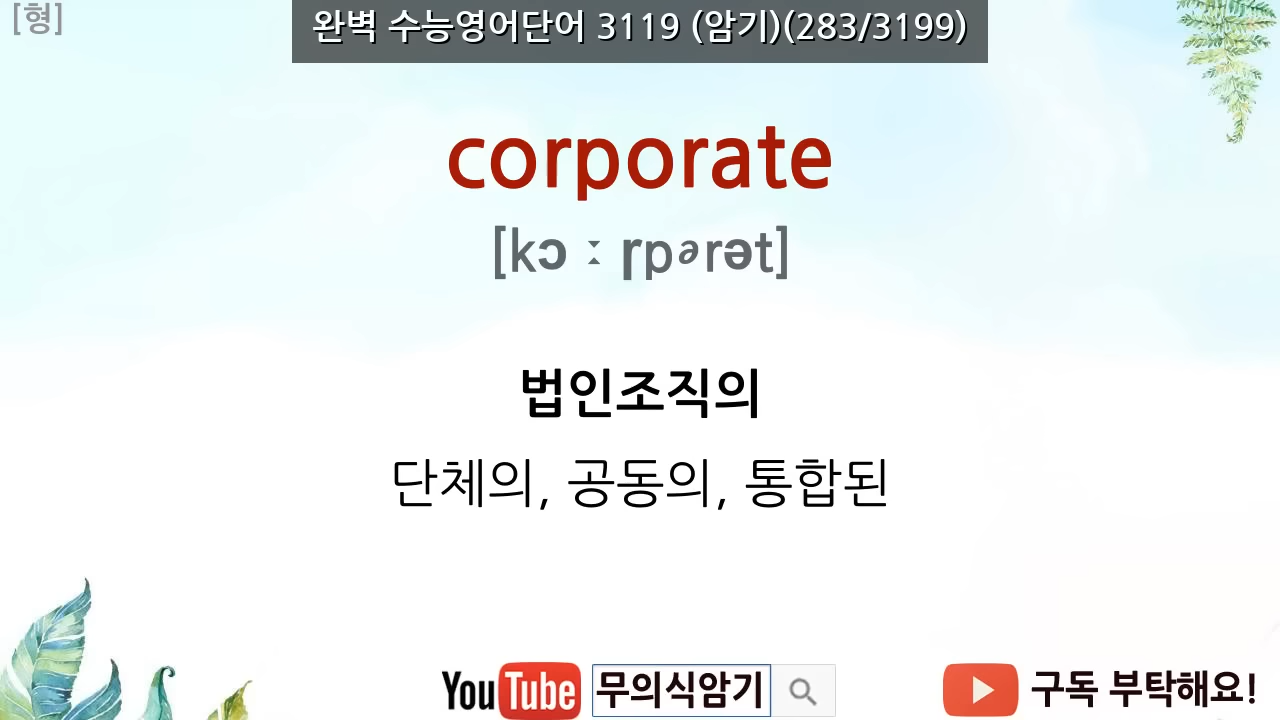 [형]
완벽 수능영어단어 3119 (암기)(283/3199)
corporate
[kɔːrpərət]
법인조직의
단체의, 공동의, 통합된
YouTube 무의식암기
구독 부탁해요!